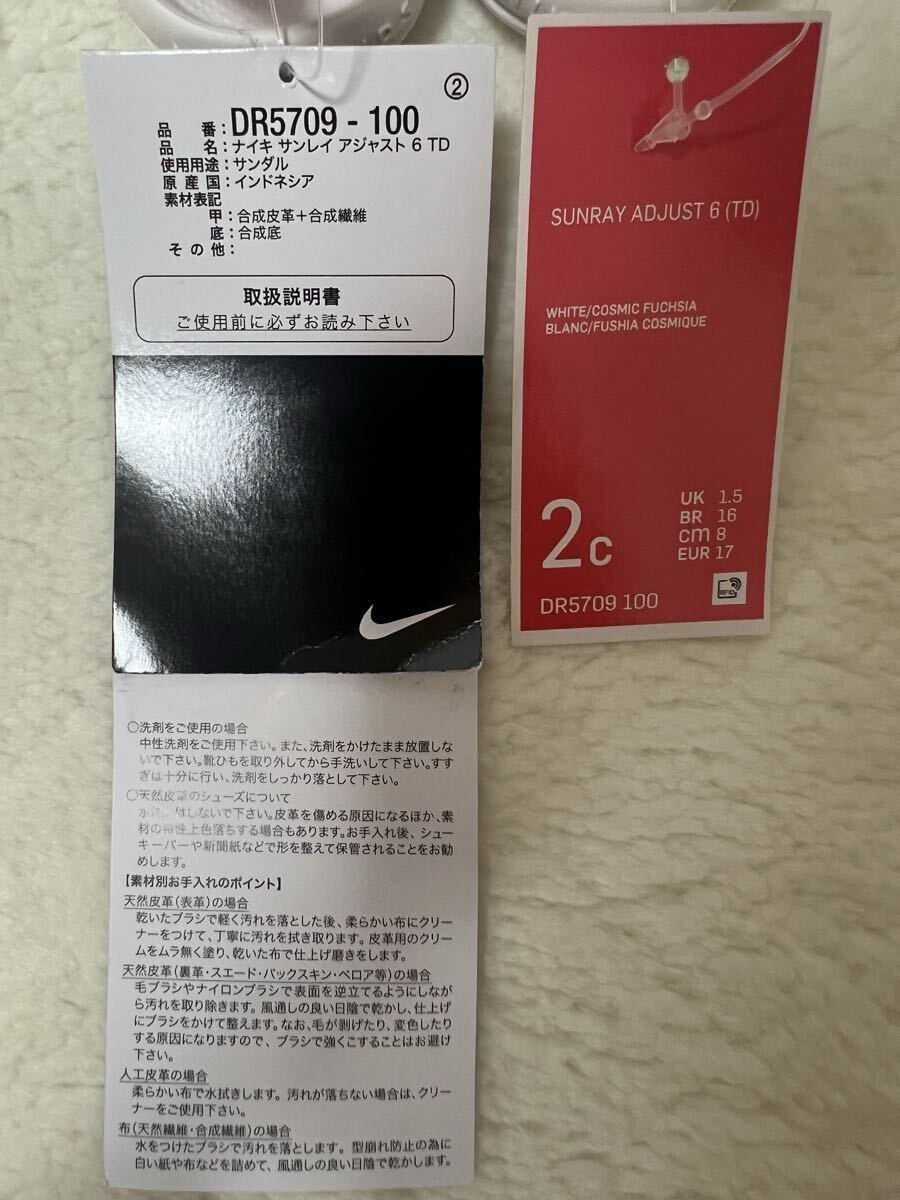 ②
品番：DR5709 - 100
品名：ナイキ サンレイ アジャスト 6 TD
使用用途：サンダル
原産国：インドネシア
素材表記
甲：合成皮革＋合成繊維
底：合成底
その他：
取扱説明書
ご使用前に必ずお読み下さい
○洗剤をご使用の場合
中性洗剤をご使用下さい。また、洗剤をかけたまま放置しな
いで下さい。靴ひもを取り外してから手洗いして下さい。すす
ぎは十分に行い、洗剤をしっかり落として下さい。
○天然皮革のシューズについて
しないで下さい。皮革を傷める原因になるほか、素
材の特性上色落ちする場合もあります。お手入れ後、シュー
キーパーや新聞紙などで形を整えて保管されることをお勧
めします。
【素材別お手入れのポイント】
天然皮革（表革）の場合
乾いたブラシで軽く汚れを落とした後、柔らかい布にクリー
ナーをつけて、丁寧に汚れを拭き取ります。皮革用のクリー
ムをムラ無く塗り、乾いた布で仕上げ磨きをします。
天然皮革（裏革・スエード・バックスキン・ベロア等）の場合
毛ブラシやナイロンブラシで表面を逆立てるようにしなが
ら汚れを取り除きます。風通しの良い日陰で乾かし、仕上げ
にブラシをかけて整えます。なお、毛が剥げたり、変色したり
する原因になりますので、ブラシで強くこすることはお避け
下さい。
人工皮革の場合
柔らかい布で水拭きします。汚れが落ちない場合は、クリー
ナーをご使用下さい。
布（天然繊維・合成繊維）の場合
水をつけたブラシで汚れを落とします。型崩れ防止の為に
白い紙や布などを詰めて、風通しの良い日陰で乾かします。
SUNRAY ADJUST 6 (TD)
WHITE/COSMIC FUCHSIA
BLANC/FUSHIA COSMIQUE
2C
UK 1.5
BR 16
cm 8
EUR 17
DR5709 100
RFID